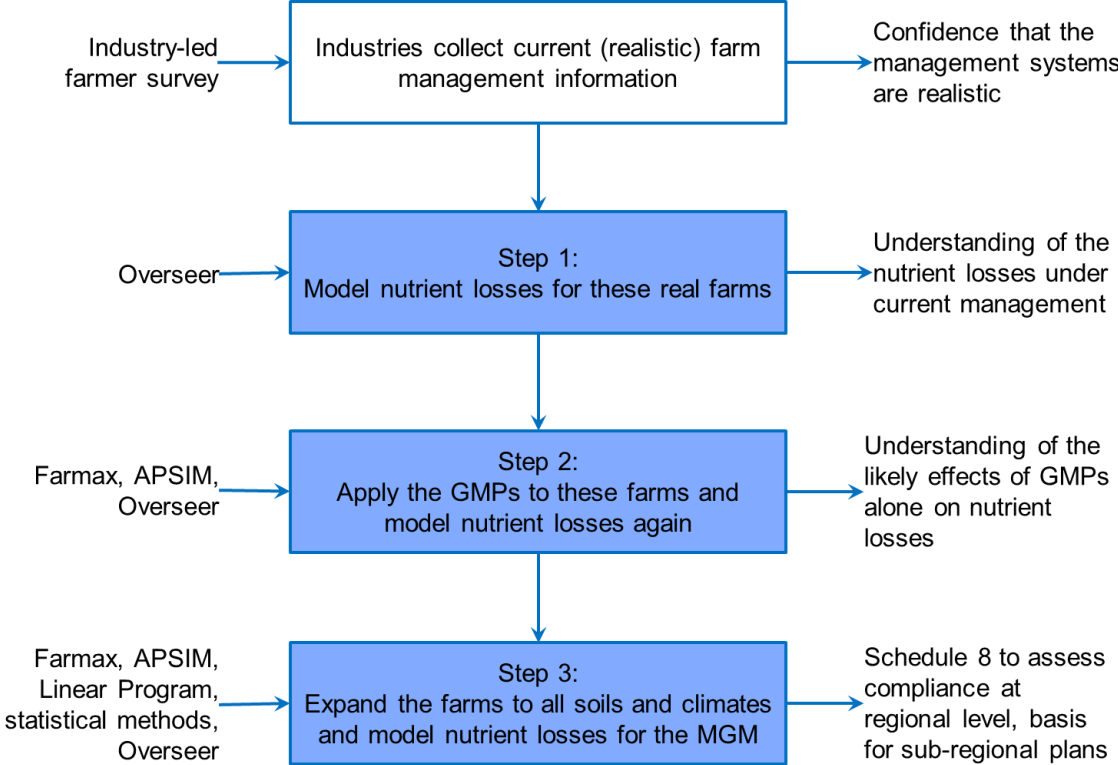 Industry-led
farmer survey
Industries collect current (realistic) farm
management information
Confidence that the
management systems
are realistic
Overseer
Step 1:
Model nutrient losses for these real farms
Understanding of the
nutrient losses under
current management
Farmax, APSIM,
Overseer
Step 2:
Apply the GMPs to these farms and
model nutrient losses again
Understanding of the
likely effects of GMPs
alone on nutrient
losses
Farmax, APSIM,
Linear Program,
statistical methods,
Overseer
Step 3:
Expand the farms to all soils and climates
and model nutrient losses for the MGM
Schedule 8 to assess
compliance at
regional level, basis
for sub-regional plans